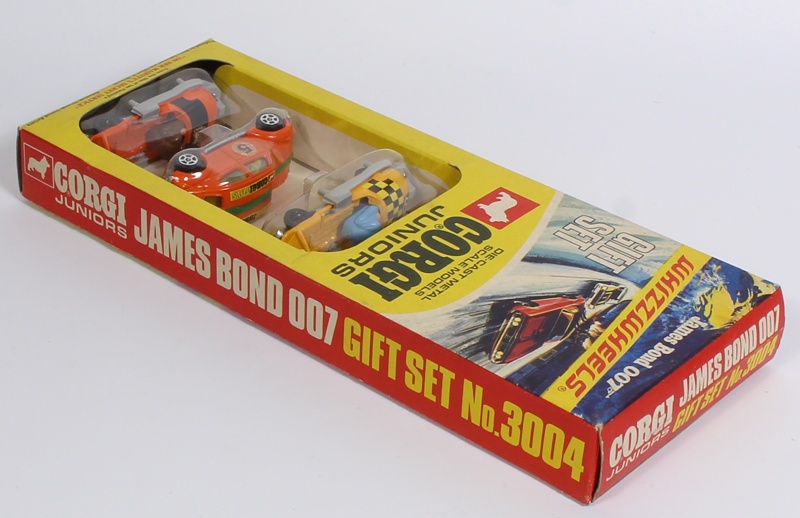 CORGI
JUNIORS
JAMES BOND 007 GIFT SET No.3004
CORGI
JUNIORS
JAMES BOND 007
GIFT SET No.3004
CORGI®
JUNIORS
DIE-CAST METAL
SCALE MODELS
GIFT
SET
WHIZZWHEELS®
James Bond 007
5